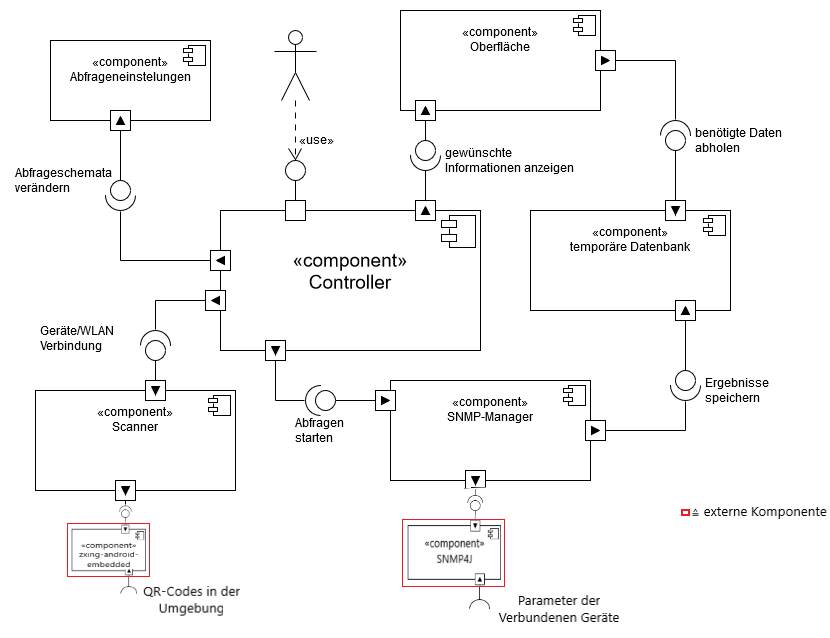 «component»
Oberfläche
«component»
Abfrageneinstelungen
«use»
gewünschte
Informationen anzeigen
benötigte Daten
abholen
Abfrageschemata
verändern
«component»
Controller
«component»
temporäre Datenbank
Geräte/WLAN
Verbindung
«component»
Scanner
Abfragen
starten
«component»
SNMP-Manager
Ergebnisse
speichern
≙ externe Komponente
«component»
zxing-android-
embedded
«component»
SNMP4J
QR-Codes in der
Umgebung
Parameter der
Verbundenen Geräte